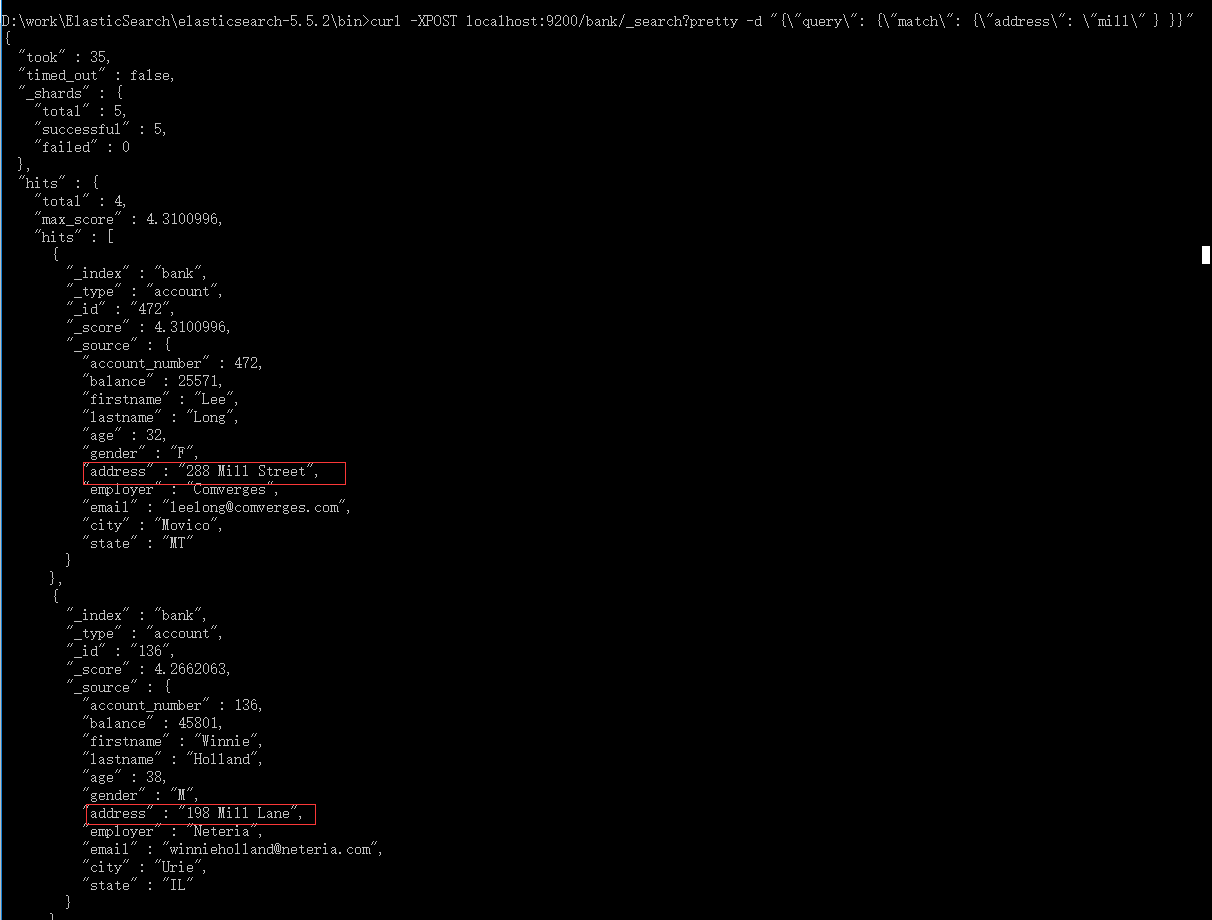 D:\work\ElasticSearch\elasticsearch-5.5.2\bin>curl -XPOST localhost:9200/bank/_search?pretty -d "{\"query\": {\"match\": {\"address\": \"mill\" } }}"
{
  "took" : 35,
  "timed_out" : false,
  "_shards" : {
    "total" : 5,
    "successful" : 5,
    "failed" : 0
  },
  "hits" : {
    "total" : 4,
    "max_score" : 4.3100996,
    "hits" : [
      {
        "_index" : "bank",
        "_type" : "account",
        "_id" : "472",
        "_score" : 4.3100996,
        "_source" : {
          "account_number" : 472,
          "balance" : 25571,
          "firstname" : "Lee",
          "lastname" : "Long",
          "age" : 32,
          "gender" : "F",
          "address" : "288 Mill Street",
          "employer" : "Comverges",
          "email" : "leelong@comverges.com",
          "city" : "Movico",
          "state" : "MT"
        }
      },
      {
        "_index" : "bank",
        "_type" : "account",
        "_id" : "136",
        "_score" : 4.2662063,
        "_source" : {
          "account_number" : 136,
          "balance" : 45801,
          "firstname" : "Winnie",
          "lastname" : "Holland",
          "age" : 38,
          "gender" : "M",
          "address" : "198 Mill Lane",
          "employer" : "Neteria",
          "email" : "winnieholland@neteria.com",
          "city" : "Urie",
          "state" : "IL"
        }
      }